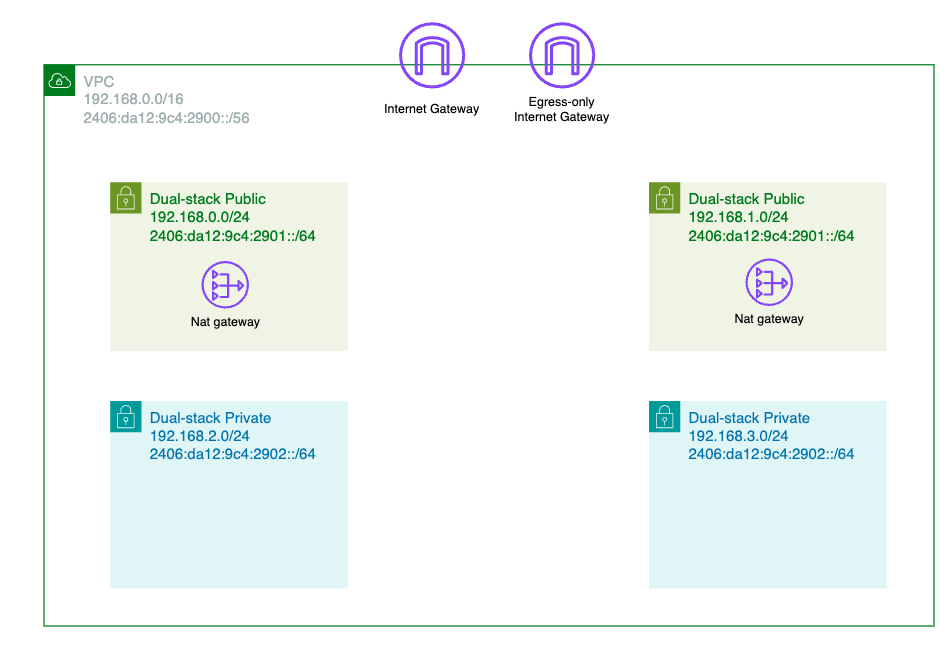 VPC
192.168.0.0/16
2406:da12:9c4:2900::/56
Internet Gateway
Egress-only
Internet Gateway
Dual-stack Public
192.168.0.0/24
2406:da12:9c4:2901::/64
Nat gateway
Dual-stack Public
192.168.1.0/24
2406:da12:9c4:2901::/64
Nat gateway
Dual-stack Private
192.168.2.0/24
2406:da12:9c4:2902::/64
Dual-stack Private
192.168.3.0/24
2406:da12:9c4:2902::/64